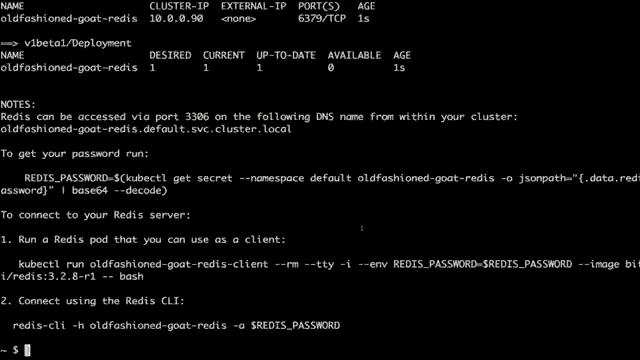 NAME CLUSTER-IP EXTERNAL-IP PORT(S) AGE
oldfashioned-goat-redis 10.0.0.90 <none> 6379/TCP 1s
==> v1beta1/Deployment
NAME DESIRED CURRENT UP-TO-DATE AVAILABLE AGE
oldfashioned-goat-redis 1 1 1 0 1s
NOTES:
Redis can be accessed via port 3306 on the following DNS name from within your cluster:
oldfashioned-goat-redis.default.svc.cluster.local
To get your password run:
REDIS_PASSWORD=$(kubectl get secret --namespace default oldfashioned-goat-redis -o jsonpath="{.data.redi
assword}" | base64 --decode)
To connect to your Redis server:
1. Run a Redis pod that you can use as a client:
kubectl run oldfashioned-goat-redis-client --rm --tty -i --env REDIS_PASSWORD=$REDIS_PASSWORD --image bit
i/redis:3.2.8-r1 -- bash
2. Connect using the Redis CLI:
redis-cli -h oldfashioned-goat-redis -a $REDIS_PASSWORD
~ $